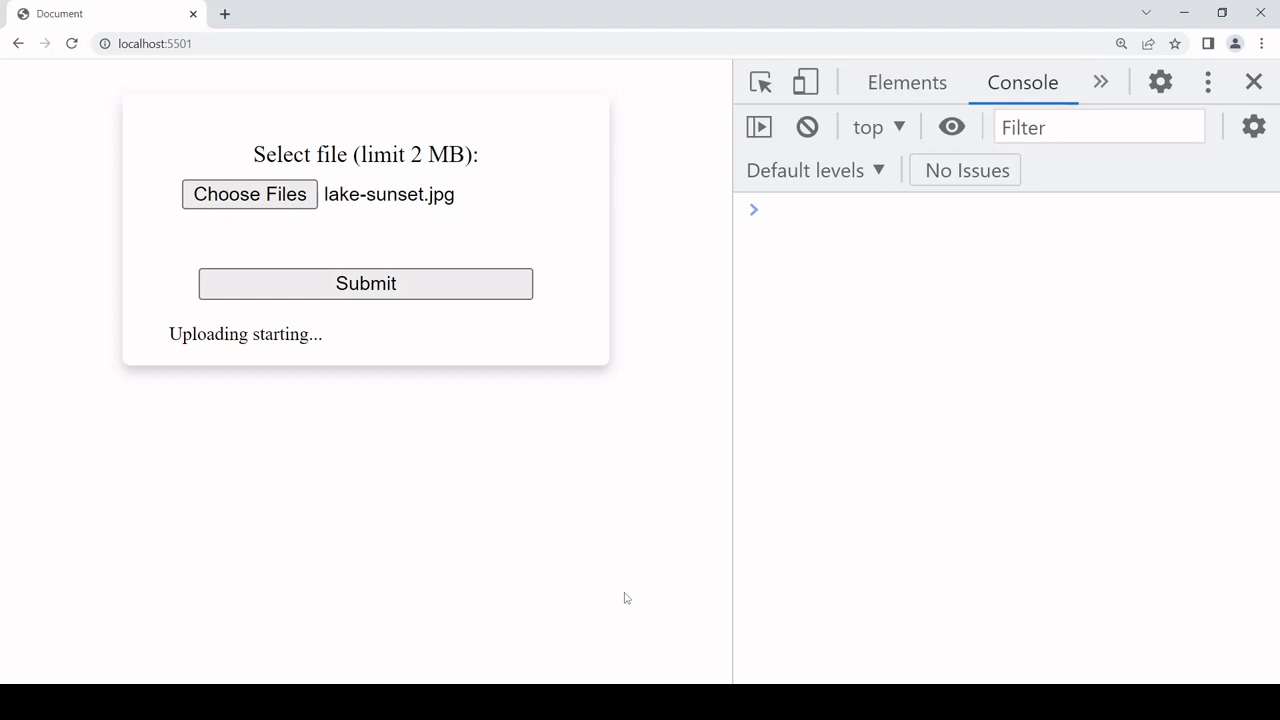 Document
localhost:5501
Elements
Console
top
Filter
Default levels
No Issues
Select file (limit 2 MB):
Choose Files lake-sunset.jpg
Submit
Uploading starting...